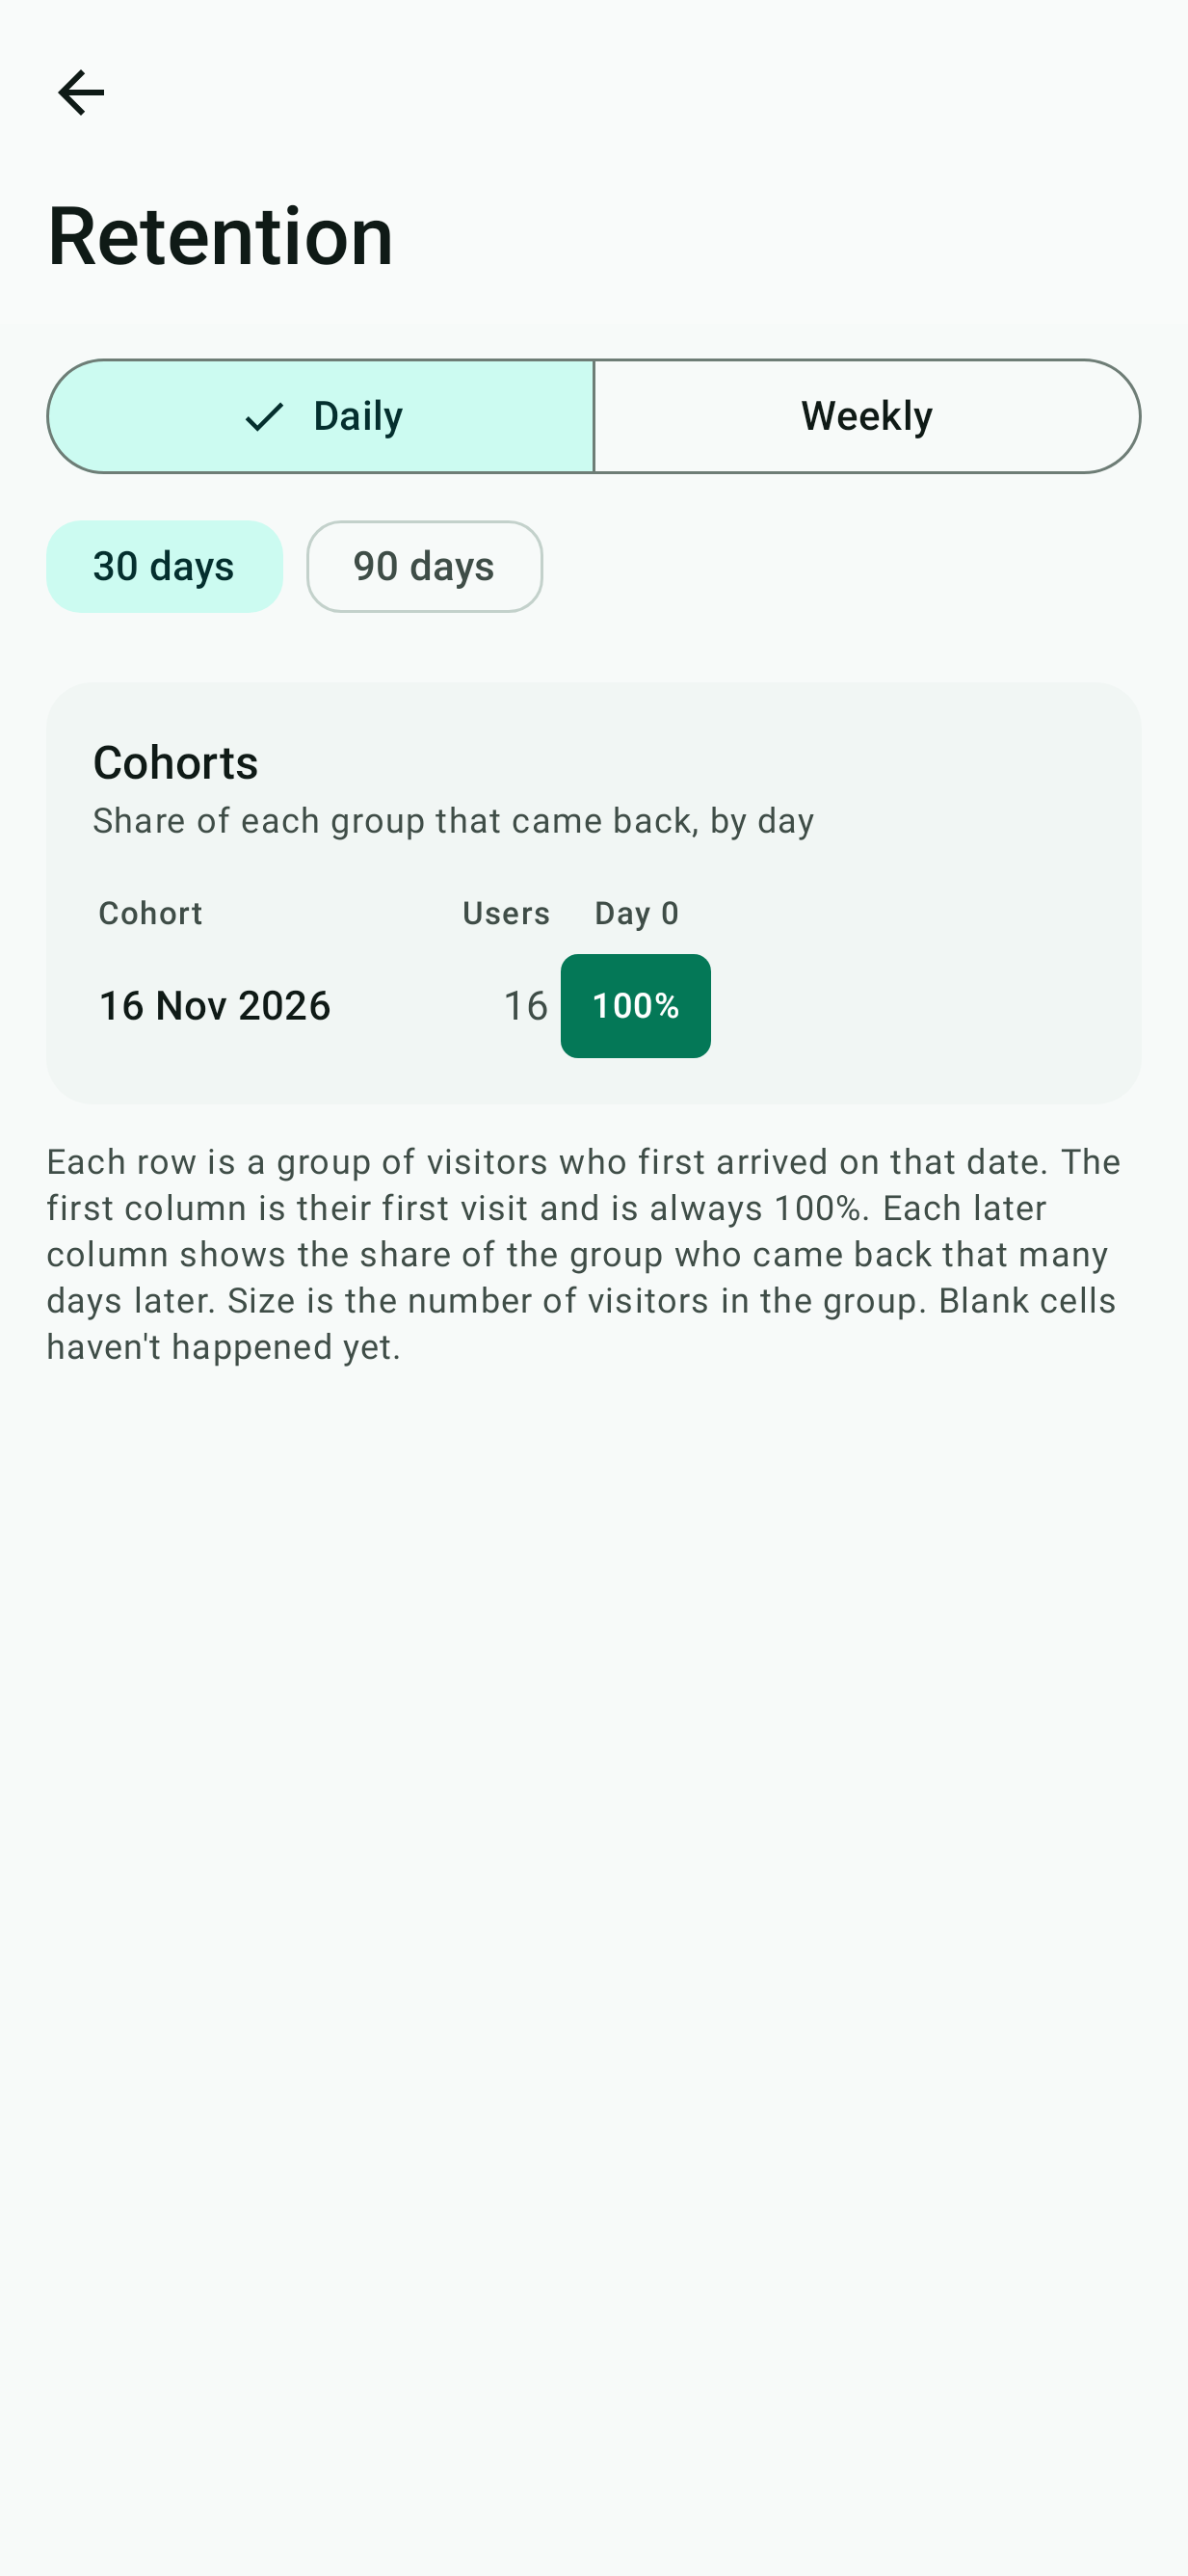 Retention
Daily
Weekly
30 days
90 days
Cohorts
Share of each group that came back, by day
Cohort Users Day 0
16 Nov 2026 16 100%
Each row is a group of visitors who first arrived on that date. The
first column is their first visit and is always 100%. Each later
column shows the share of the group who came back that many
days later. Size is the number of visitors in the group. Blank cells
haven't happened yet.